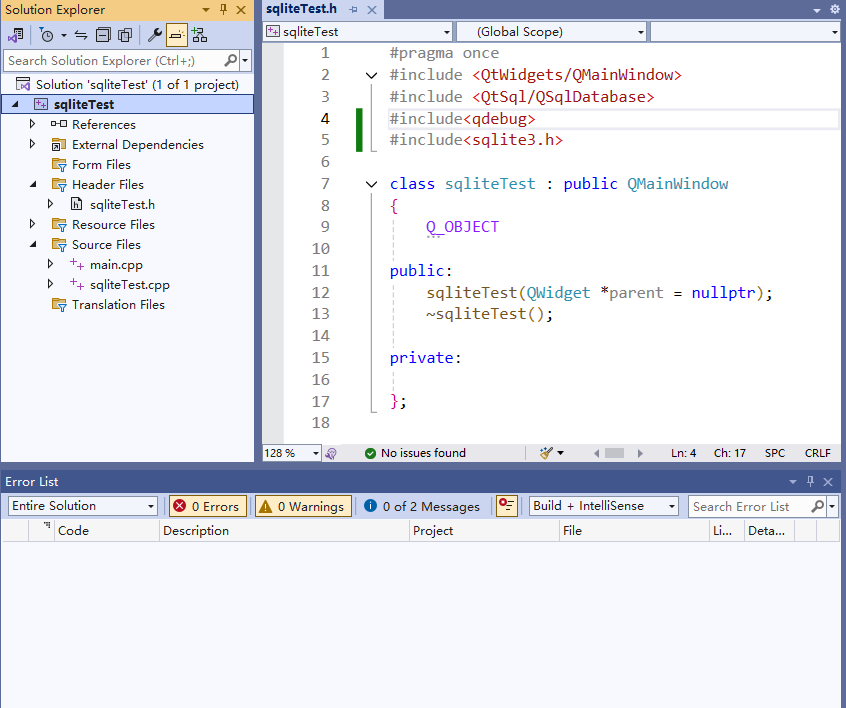 Solution Explorer
Search Solution Explorer (Ctrl+;)
Solution 'sqliteTest' (1 of 1 project)
sqliteTest
References
External Dependencies
Form Files
Header Files
sqliteTest.h
Resource Files
Source Files
main.cpp
sqliteTest.cpp
Translation Files
sqliteTest.h
sqliteTest
(Global Scope)
1 #pragma once
2 #include <QtWidgets/QMainWindow>
3 #include <QtSql/QSqlDatabase>
4 #include<qdebug>
5 #include<sqlite3.h>
6
7 class sqliteTest : public QMainWindow
8 {
9 Q_OBJECT
10
11 public:
12 sqliteTest(QWidget *parent = nullptr);
13 ~sqliteTest();
14
15 private:
16
17 };
18
128 % No issues found Ln: 4 Ch: 17 SPC CRLF
Error List
Entire Solution 0 Errors 0 Warnings 0 of 2 Messages Build + IntelliSense Search Error List
Code Description Project File Li... Deta...